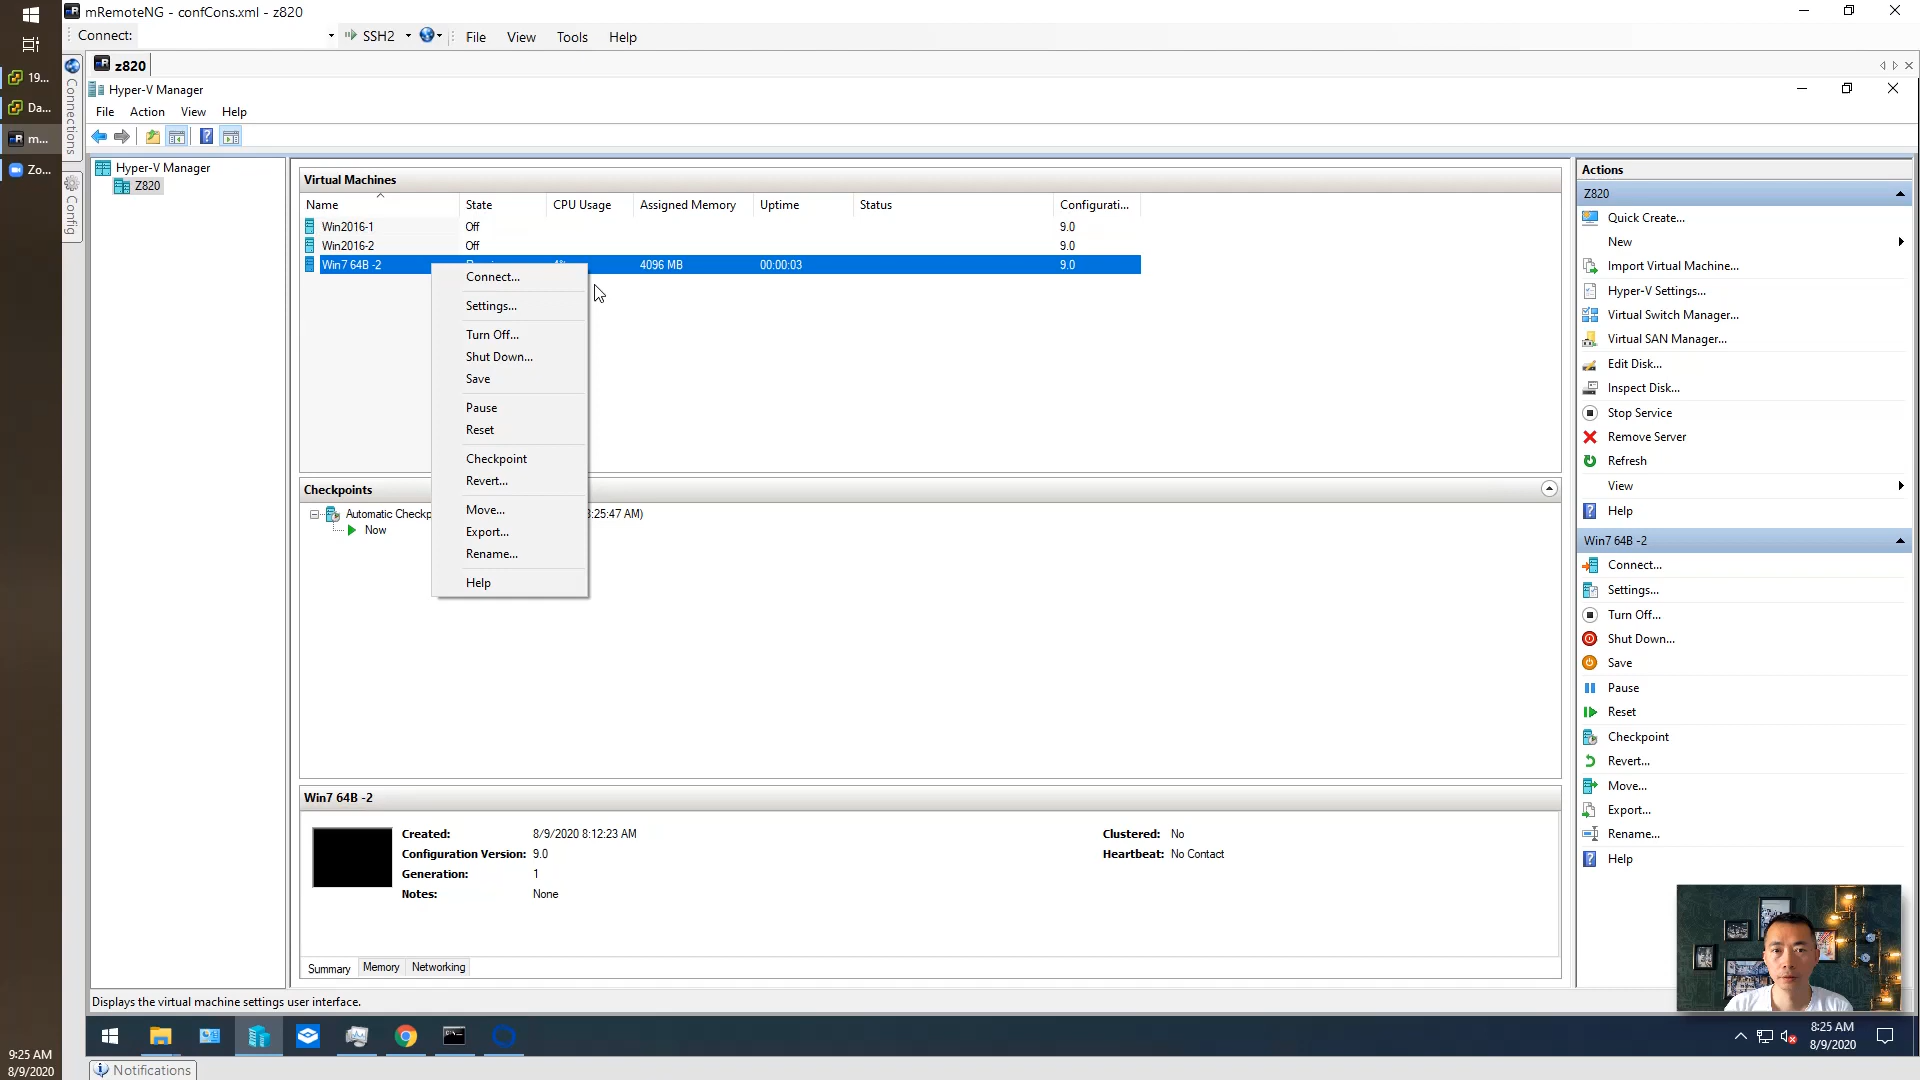 mRemoteNG - confCons.xml - z820
Connect:
SSH2
File View Tools Help
z820
Connections
Config
19...
Da...
m...
Zo...
Hyper-V Manager
File Action View Help
Hyper-V Manager
Z820
Virtual Machines
Name State CPU Usage Assigned Memory Uptime Status Configurati...
Win2016-1 Off 9.0
Win2016-2 Off 9.0
Win7 64B -2 4096 MB 00:00:03 9.0
Connect...
Settings...
Turn Off...
Shut Down...
Save
Pause
Reset
Checkpoint
Revert...
Move...
Export...
Rename...
Help
Checkpoints
Automatic Checkp :25:47 AM)
Now
Win7 64B -2
Created: 8/9/2020 8:12:23 AM
Configuration Version: 9.0
Generation: 1
Notes: None
Clustered: No
Heartbeat: No Contact
Summary Memory Networking
Actions
Z820
Quick Create...
New
Import Virtual Machine...
Hyper-V Settings...
Virtual Switch Manager...
Virtual SAN Manager...
Edit Disk...
Inspect Disk...
Stop Service
Remove Server
Refresh
View
Help
Win7 64B -2
Connect...
Settings...
Turn Off...
Shut Down...
Save
Pause
Reset
Checkpoint
Revert...
Move...
Export...
Rename...
Help
Displays the virtual machine settings user interface.
8:25 AM
8/9/2020
9:25 AM
8/9/2020
Notifications